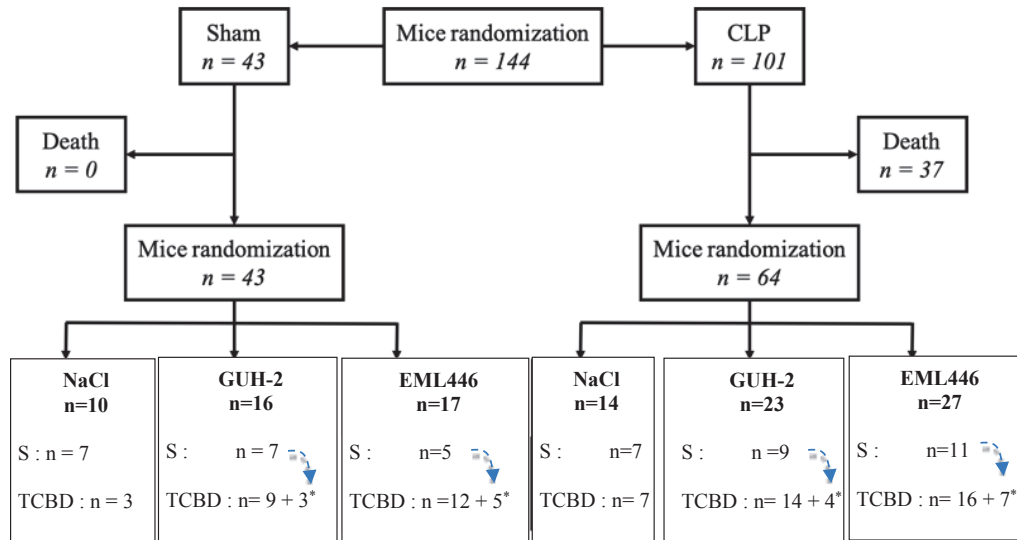 Sham
n = 43
Mice randomization
n = 144
CLP
n = 101
Death
n = 0
Death
n = 37
Mice randomization
n = 43
Mice randomization
n = 64
NaCl
n=10
S : n = 7
TCBD : n = 3
GUH-2
n=16
S : n = 7
TCBD : n= 9 + 3*
EML446
n=17
S : n=5
TCBD : n =12 + 5*
NaCl
n=14
S : n=7
TCBD : n= 7
GUH-2
n=23
S : n =9
TCBD : n= 14 + 4*
EML446
n=27
S : n=11
TCBD : n= 16 + 7*